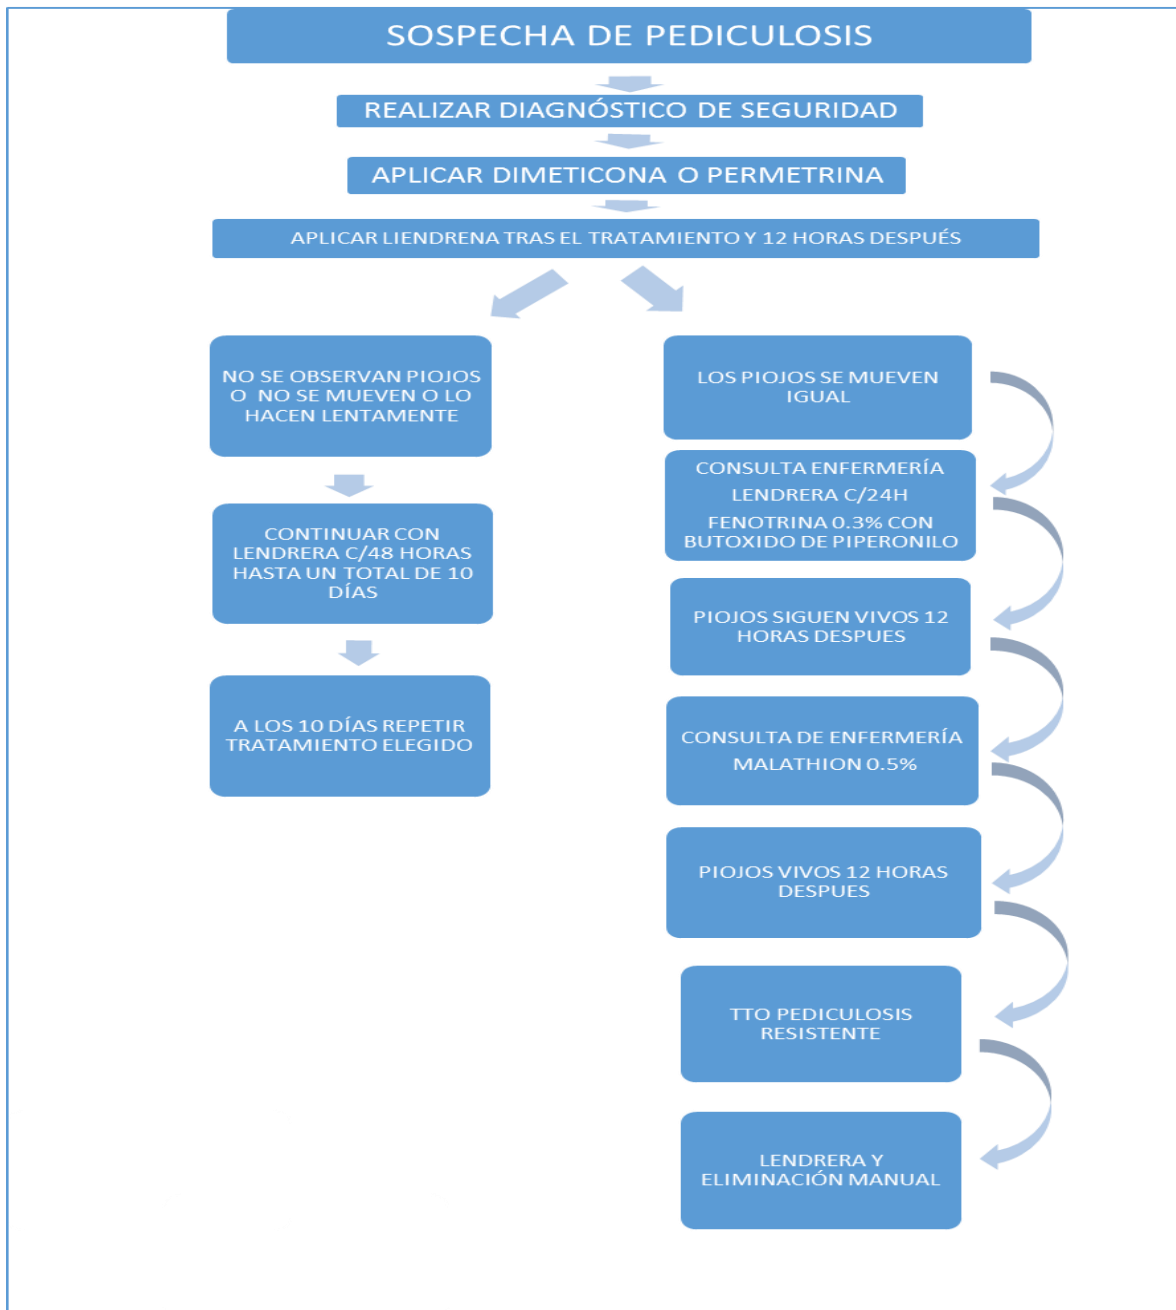 SOSPECHA DE PEDICULOSIS
REALIZAR DIAGNÓSTICO DE SEGURIDAD
APLICAR DIMETICONA O PERMETRINA
APLICAR LIENDRENA TRAS EL TRATAMIENTO Y 12 HORAS DESPUÉS
NO SE OBSERVAN PIOJOS
O NO SE MUEVEN O LO
HACEN LENTAMENTE
CONTINUAR CON
LENDRERA C/48 HORAS
HASTA UN TOTAL DE 10
DÍAS
A LOS 10 DÍAS REPETIR
TRATAMIENTO ELEGIDO
LOS PIOJOS SE MUEVEN
IGUAL
CONSULTA ENFERMERÍA
LENDRERA C/24H
FENOTRINA 0.3% CON
BUTOXIDO DE PIPERONILO
PIOJOS SIGUEN VIVOS 12
HORAS DESPUES
CONSULTA DE ENFERMERÍA
MALATHION 0.5%
PIOJOS VIVOS 12 HORAS
DESPUES
TTO PEDICULOSIS
RESISTENTE
LENDRERA Y
ELIMINACIÓN MANUAL